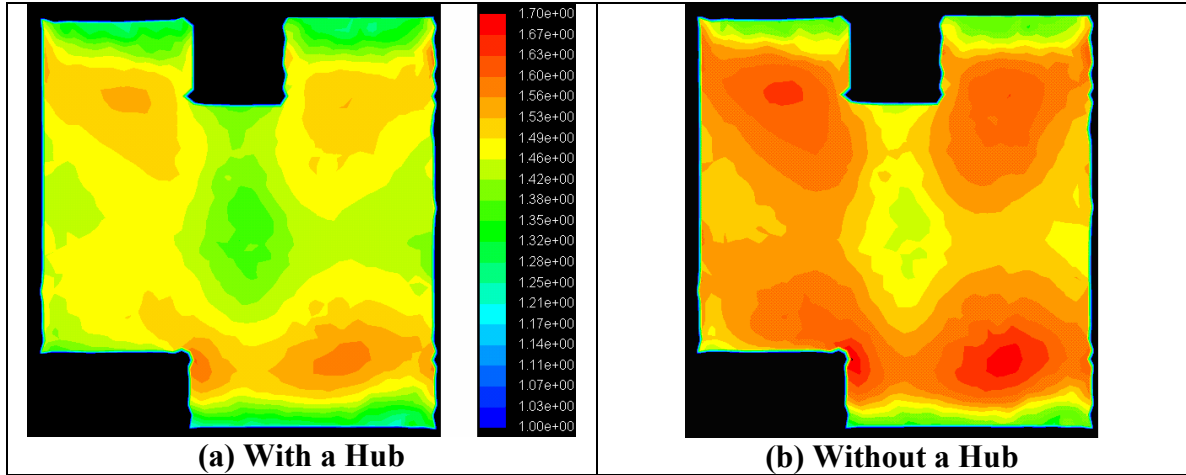 1.70e+00
1.67e+00
1.63e+00
1.60e+00
1.56e+00
1.53e+00
1.49e+00
1.46e+00
1.42e+00
1.38e+00
1.35e+00
1.32e+00
1.28e+00
1.21e+00
1.17e+00
1.14e+00
1.11e+00
1.07e+00
1.03e+00
1.00e+00
(a) With a Hub
(b) Without a Hub